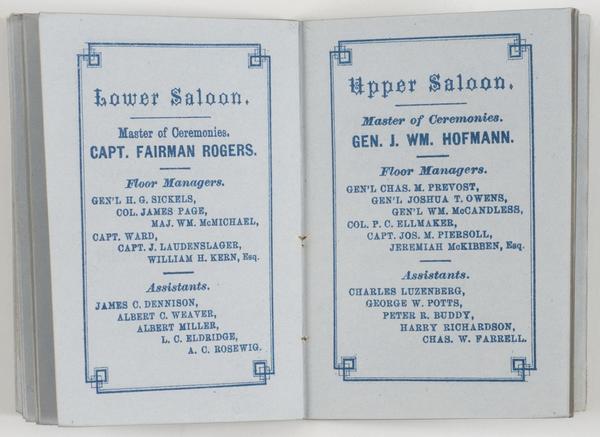 Lower Saloon.
Master of Ceremonies.
CAPT. FAIRMAN ROGERS.
Floor Managers.
GEN'L H. G. SICKELS,
COL. JAMES PAGE,
MAJ. WM. McMICHAEL,
CAPT. WARD,
CAPT. J. LAUDENSLAGER,
WILLIAM H. KERN, Esq.
Assistants.
JAMES C. DENNISON,
ALBERT C. WEAVER,
ALBERT MILLER,
L. C. ELDRIDGE,
A. C. ROSEWIG.
Upper Saloon.
Master of Ceremonies.
GEN. J. WM. HOFMANN.
Floor Managers.
GEN'L CHAS. M. PREVOST,
GEN'L JOSHUA T. OWENS,
GEN'L WM. McCANDLESS,
COL. P. C. ELLMAKER,
CAPT. JOS. M. PIERSOLL,
JEREMIAH McKIBBEN, Esq.
Assistants.
CHARLES LUZENBERG,
GEORGE W. POTTS,
PETER R. BUDDY,
HARRY RICHARDSON,
CHAS. W. FARRELL.